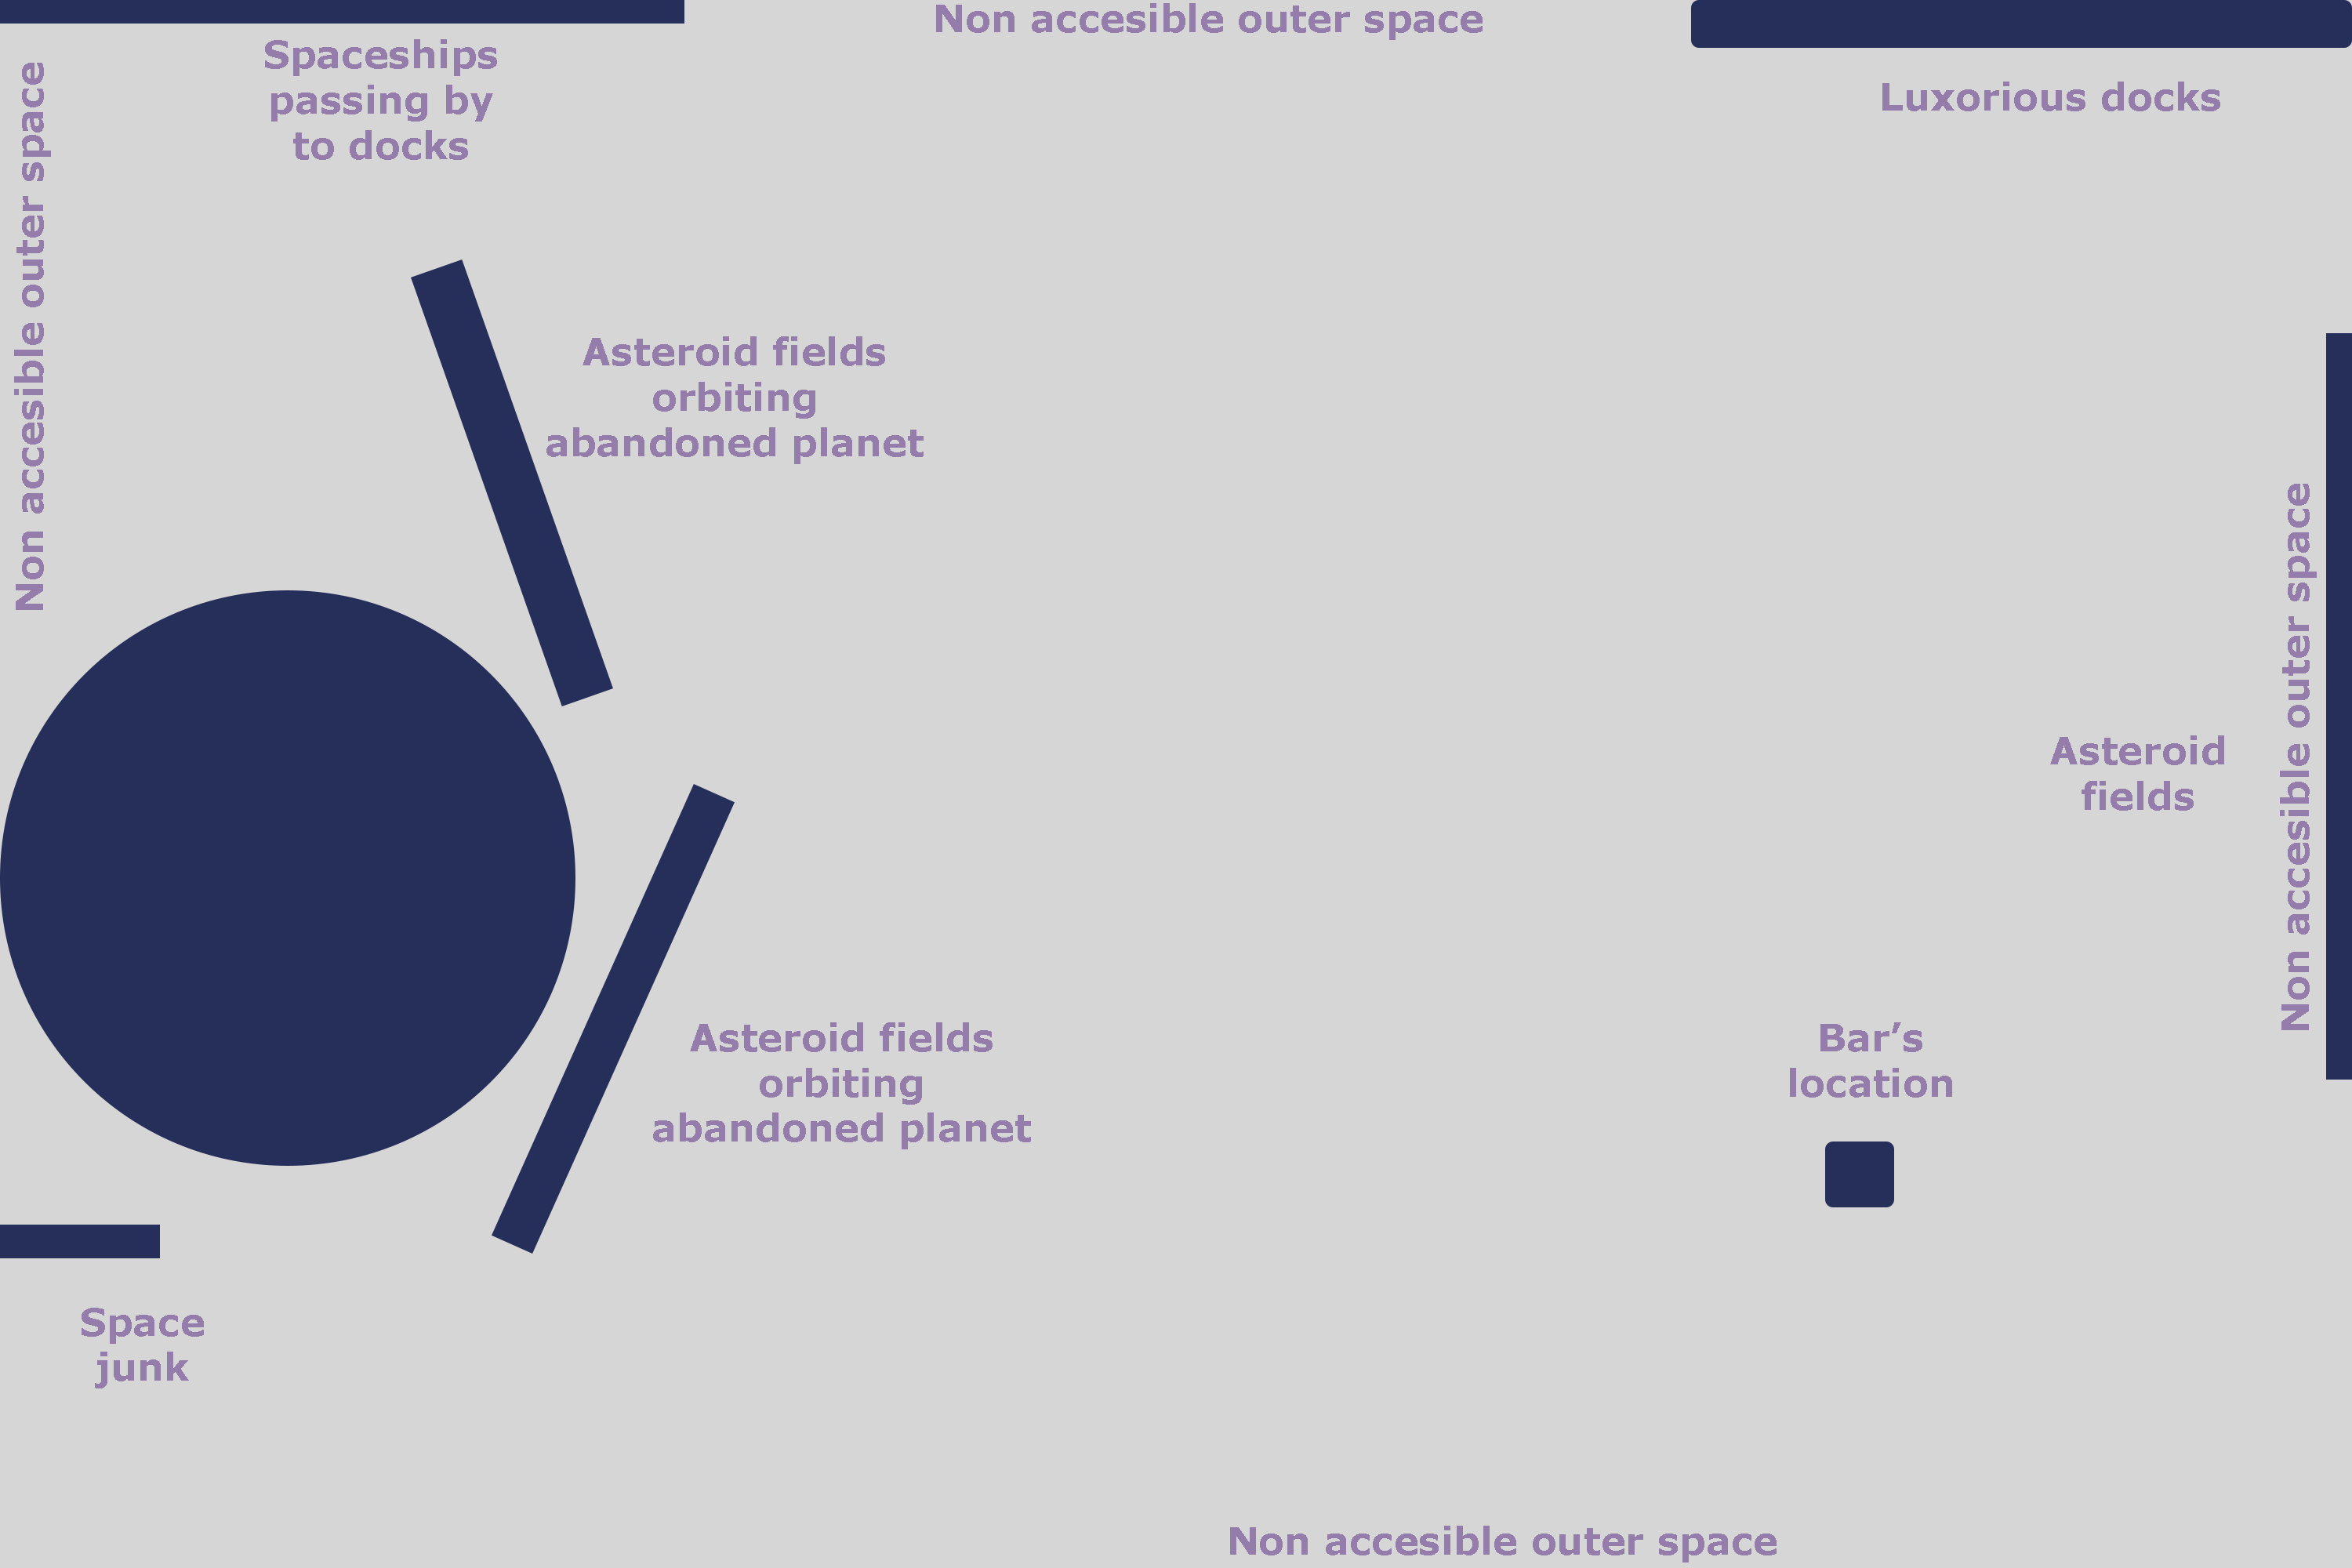 Non accesible outer space
Spaceships
passing by
to docks
Luxorious docks
Non accesible outer space
Asteroid fields
orbiting
abandoned planet
Non accesible outer space
Asteroid
fields
Asteroid fields
orbiting
abandoned planet
Bar’s
location
Space
junk
Non accesible outer space